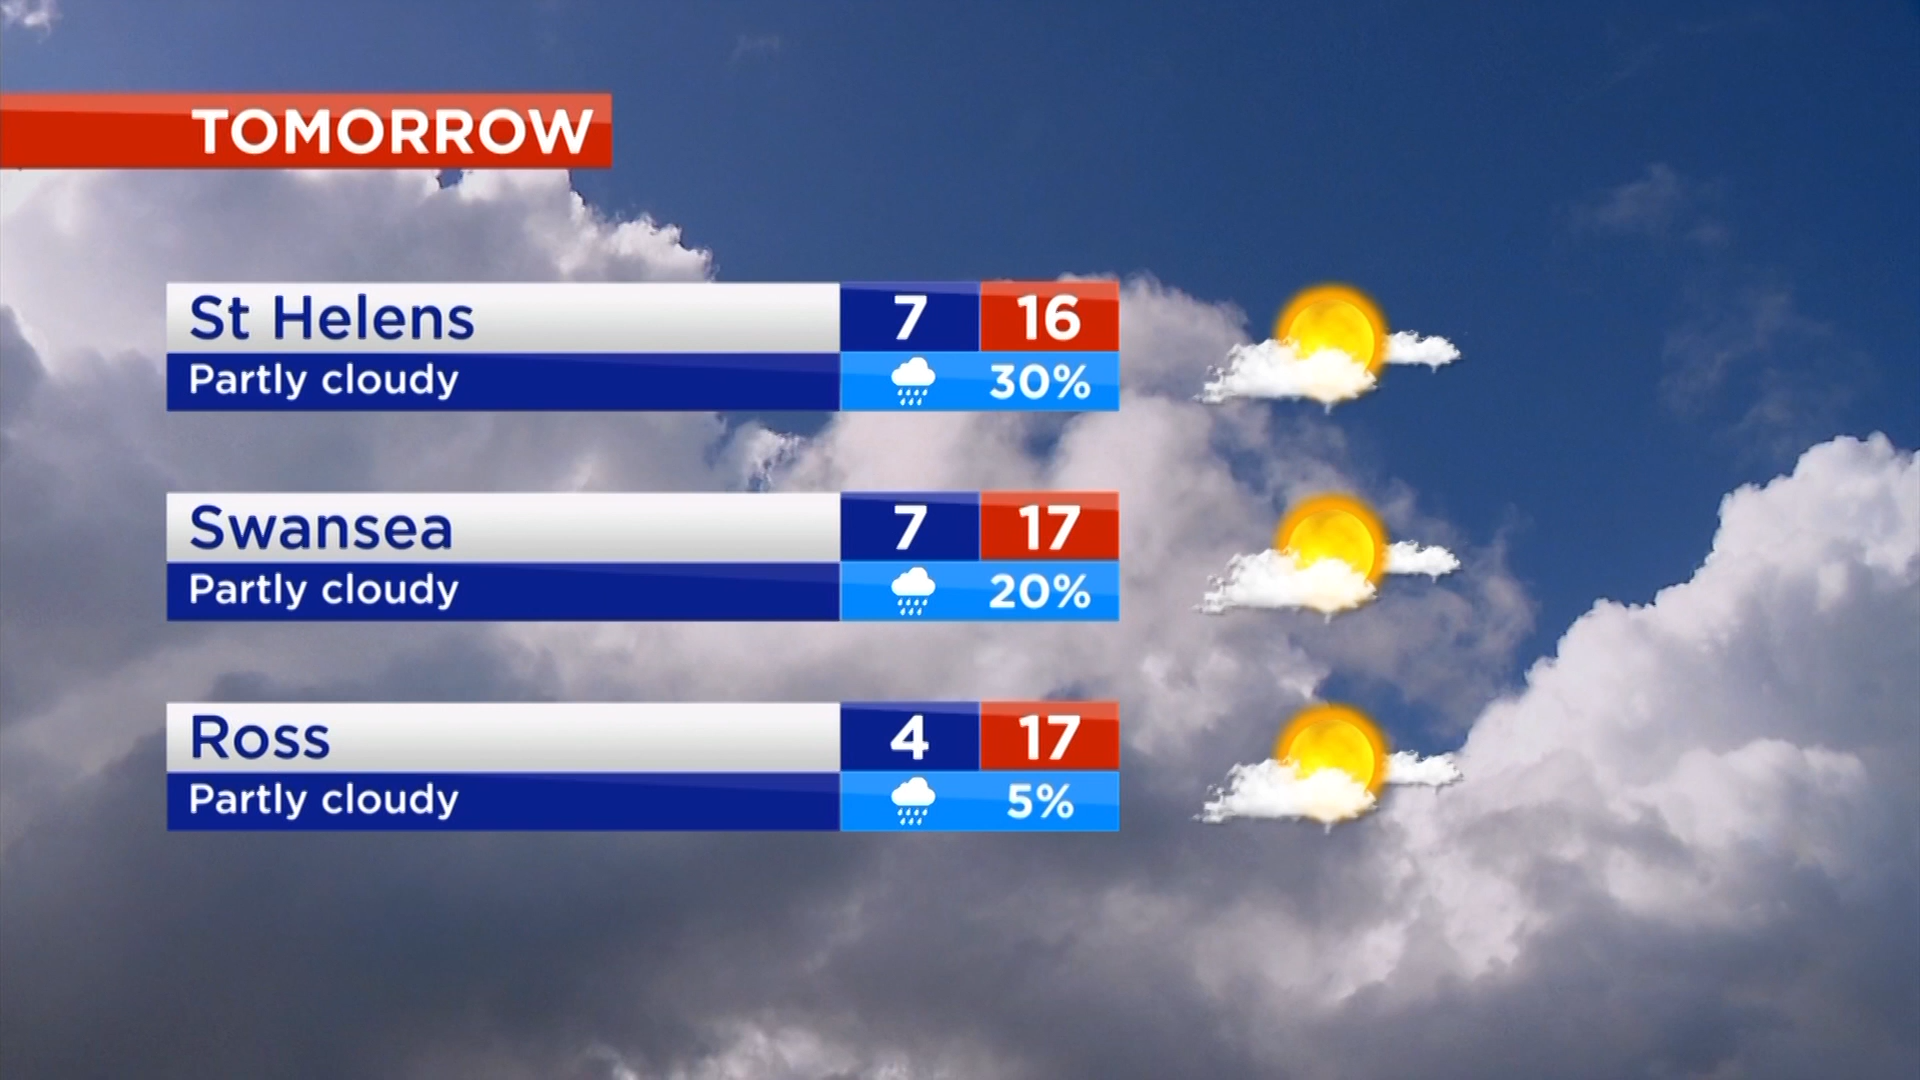 TOMORROW
St Helens 7 16
Partly cloudy 30%
Swansea 7 17
Partly cloudy 20%
Ross 4 17
Partly cloudy 5%